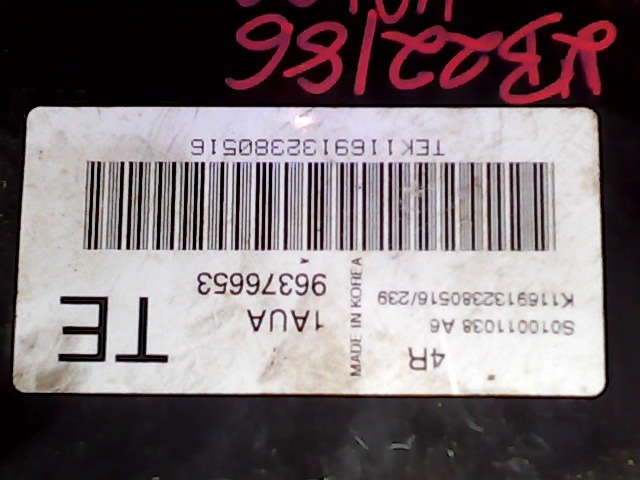 4R
S010011038 A6
K1169132380516/239
MADE IN KOREA
1AUA
96376653
TE
TEK1169132380516